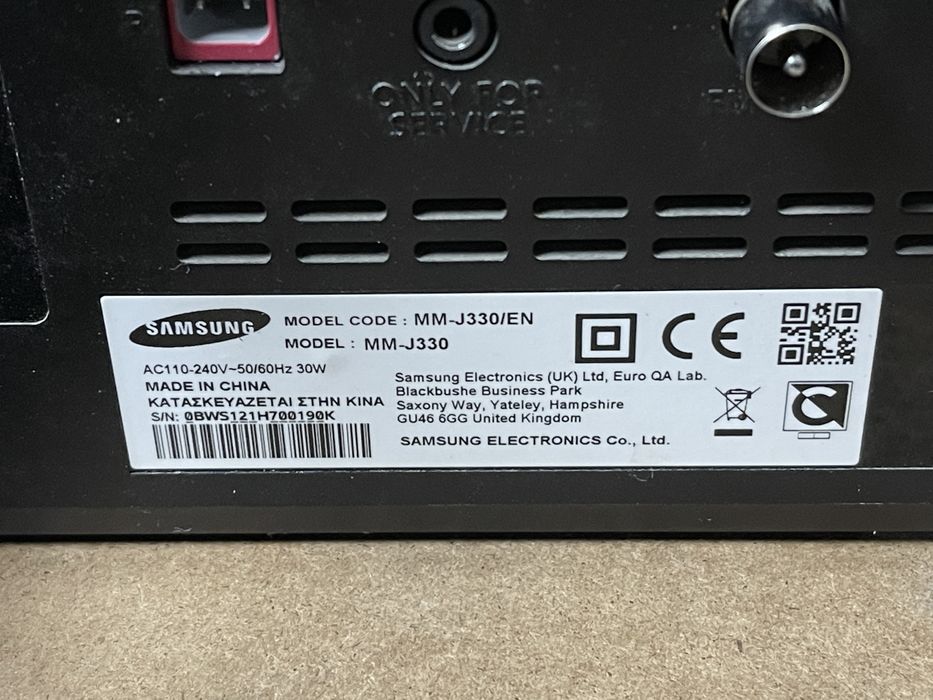 ONLY FOR
SERVICE
SAMSUNG
MODEL CODE : MM-J330/EN
MODEL : MM-J330
AC110-240V~50/60Hz 30W
MADE IN CHINA
ΚΑΤΑΣΚΕΥΑΖΕΤΑΙ ΣΤΗΝ ΚΙΝΑ
S/N: 0BWS121H700190K
Samsung Electronics (UK) Ltd, Euro QA Lab.
Blackbushe Business Park
Saxony Way, Yateley, Hampshire
GU46 6GG United Kingdom
SAMSUNG ELECTRONICS Co., Ltd.
CE